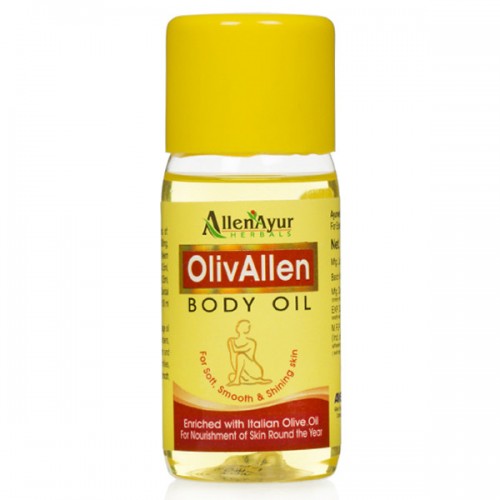 AllenAyur
HERBALS
OlivAllen
BODY OIL
For Soft, Smooth & Shining skin
Enriched with Italian Olive Oil
For Nourishment of Skin Round the Year